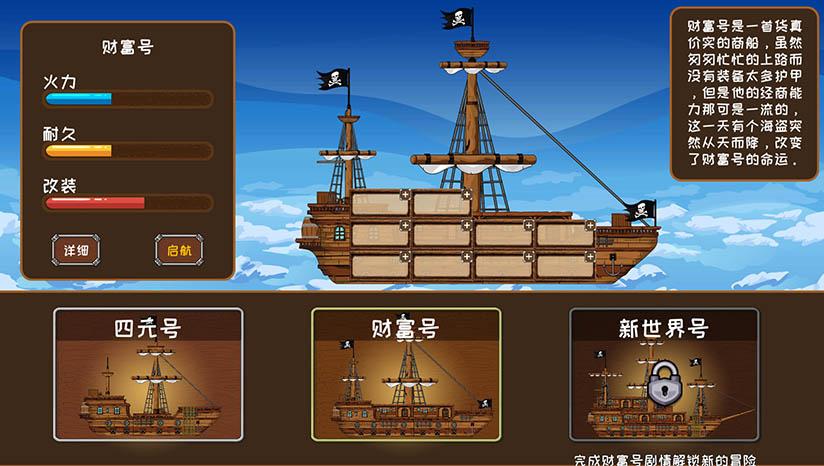 财富号
火力
耐久
改装
详细
启航
财富号是一首货真
价实的商船，虽然
匆匆忙忙的上路而
没有装备太多护甲
，但是他的经商能
力那可是一流的，
这一天有个海盗突
然从天而降，改变
了财富号的命运．
四元号
财富号
新世界号
完成财富号剧情解锁新的冒险